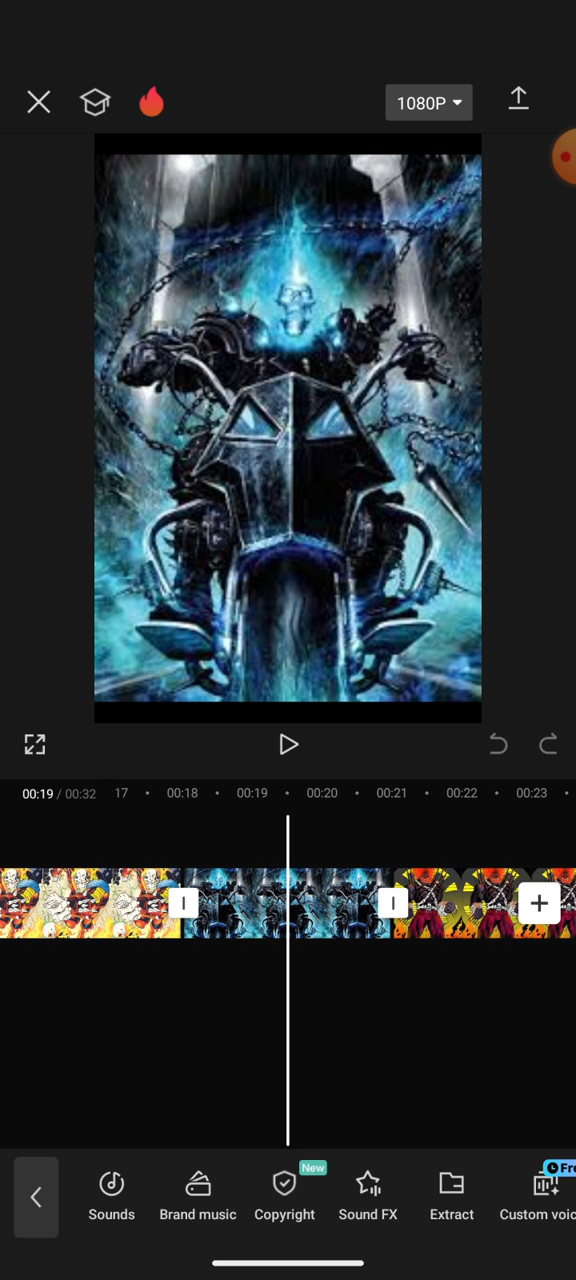 1080P
00:19 / 00:32
17 • 00:18 • 00:19 • 00:20 • 00:21 • 00:22 • 00:23 •
New
Fre
Sounds
Brand music
Copyright
Sound FX
Extract
Custom voic